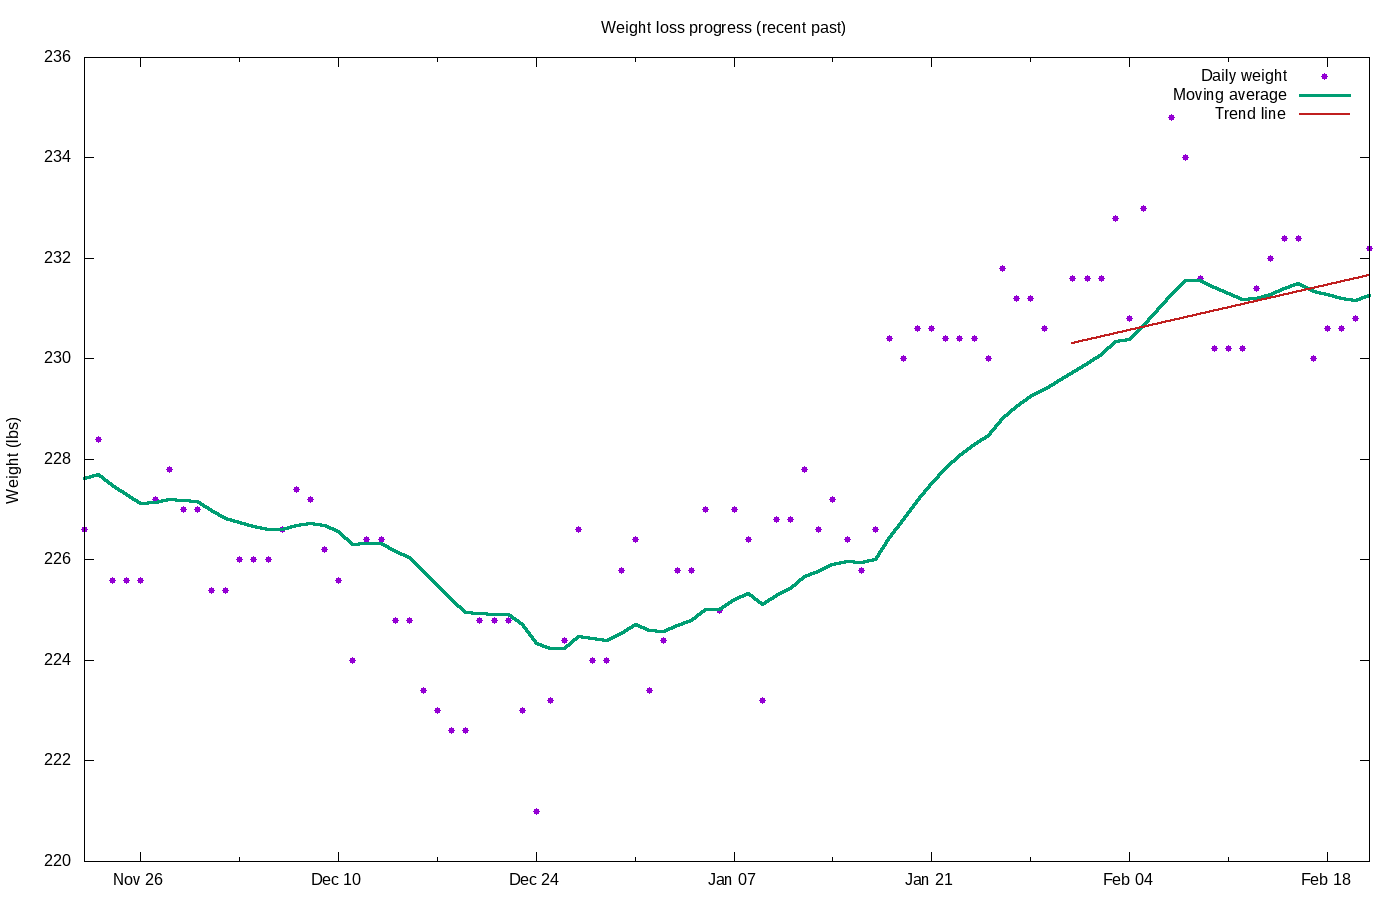 Weight loss progress (recent past)
236
234
232
230
228
226
224
222
220
Weight (lbs)
Daily weight
Moving average
Trend line
Nov 26
Dec 10
Dec 24
Jan 07
Jan 21
Feb 04
Feb 18